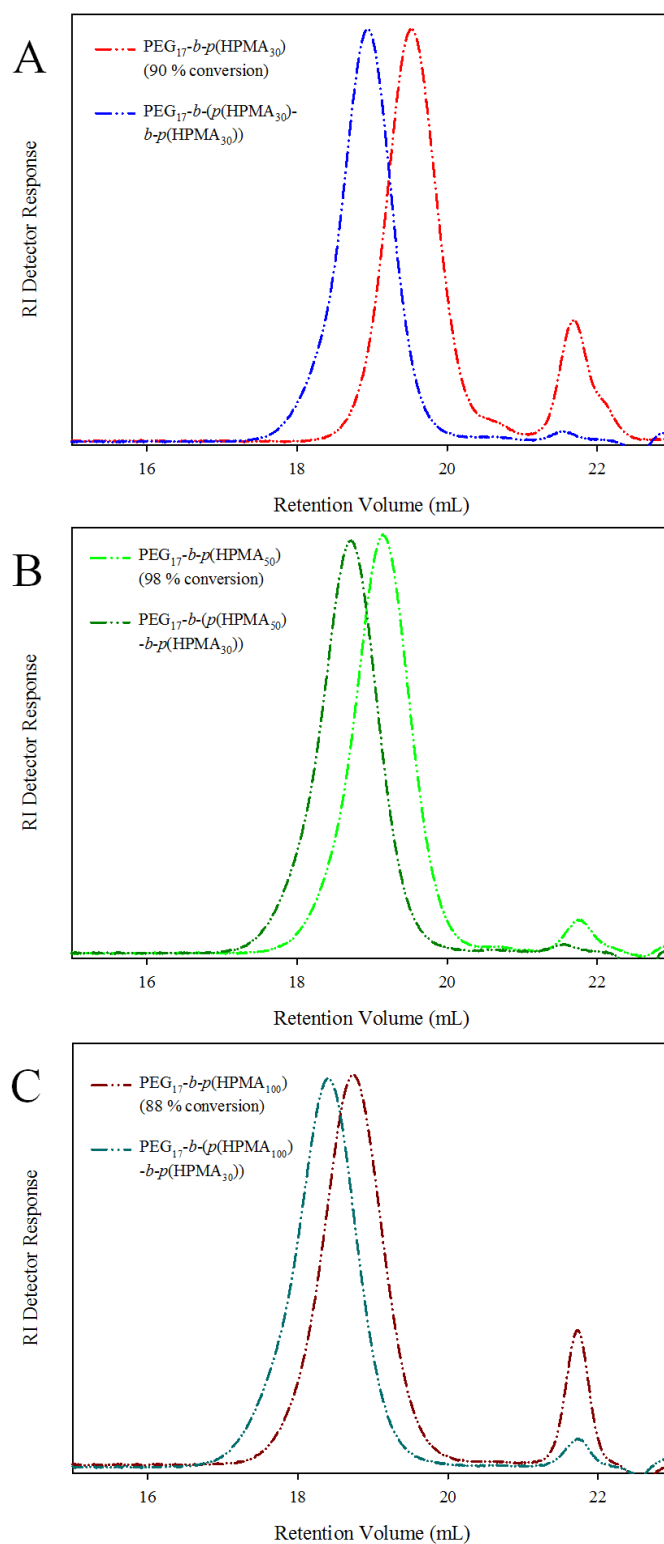 A
PEG17-b-p(HPMA30)
(90 % conversion)
PEG17-b-(p(HPMA30)-
b-p(HPMA30))
RI Detector Response
16 18 20 22
Retention Volume (mL)
B
PEG17-b-p(HPMA50)
(98 % conversion)
PEG17-b-(p(HPMA50)
-b-p(HPMA30))
RI Detector Response
16 18 20 22
Retention Volume (mL)
C
PEG17-b-p(HPMA100)
(88 % conversion)
PEG17-b-(p(HPMA100)
-b-p(HPMA30))
RI Detector Response
16 18 20 22
Retention Volume (mL)